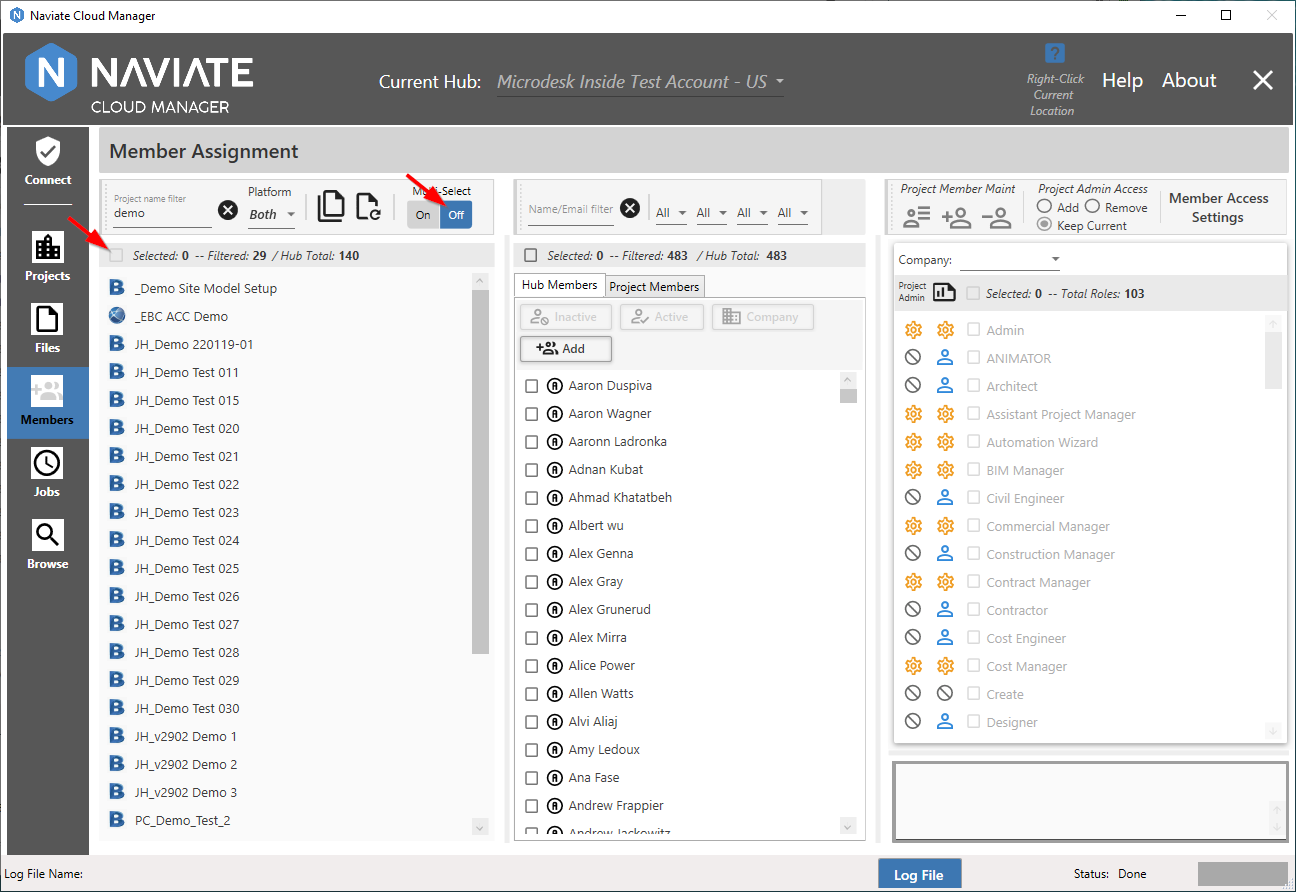 Naviate Cloud Manager
NAVIATE
CLOUD MANAGER
Current Hub: Microdesk Inside Test Account - US
?
Right-Click
Current
Location
Help
About
Connect
Projects
Files
Members
Jobs
Browse
Member Assignment
Project name filter
demo
Platform
Both
Multi-Select
On
Off
Selected: 0 -- Filtered: 29 / Hub Total: 140
_Demo Site Model Setup
_EBC ACC Demo
JH_Demo 220119-01
JH_Demo Test 011
JH_Demo Test 015
JH_Demo Test 020
JH_Demo Test 021
JH_Demo Test 022
JH_Demo Test 023
JH_Demo Test 024
JH_Demo Test 025
JH_Demo Test 026
JH_Demo Test 027
JH_Demo Test 028
JH_Demo Test 029
JH_Demo Test 030
JH_v2902 Demo 1
JH_v2902 Demo 2
JH_v2902 Demo 3
PC_Demo_Test_2
Name/Email filter
All
All
All
All
Selected: 0 -- Filtered: 483 / Hub Total: 483
Hub Members
Project Members
Inactive
Active
Company
Add
Aaron Duspiva
Aaron Wagner
Aaronn Ladronka
Adnan Kubat
Ahmad Khatatbeh
Albert wu
Alex Genna
Alex Gray
Alex Grunerud
Alex Mirra
Alice Power
Allen Watts
Alvi Aliaj
Amy Ledoux
Ana Fase
Andrew Frappier
Andrew Jackowitz
Project Member Maint
Project Admin Access
Add
Remove
Keep Current
Member Access
Settings
Company:
Project
Admin
Selected: 0 -- Total Roles: 103
Admin
ANIMATOR
Architect
Assistant Project Manager
Automation Wizard
BIM Manager
Civil Engineer
Commercial Manager
Construction Manager
Contract Manager
Contractor
Cost Engineer
Cost Manager
Create
Designer
Log File Name:
Log File
Status: Done